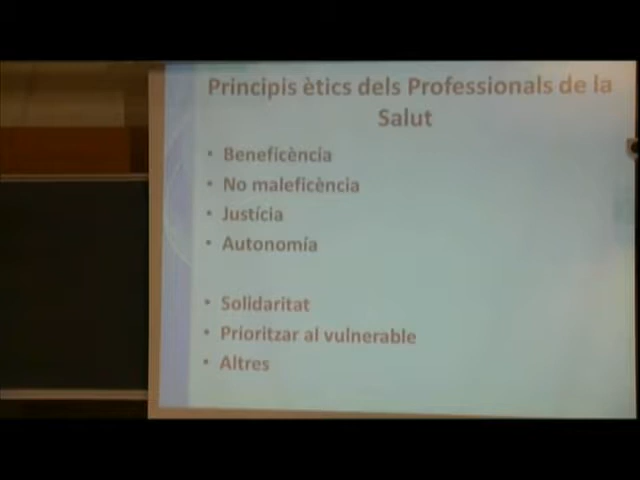 Principis ètics dels Professionals de la
Salut
• Beneficència
• No maleficència
• Justícia
• Autonomía
• Solidaritat
• Prioritzar al vulnerable
• Altres